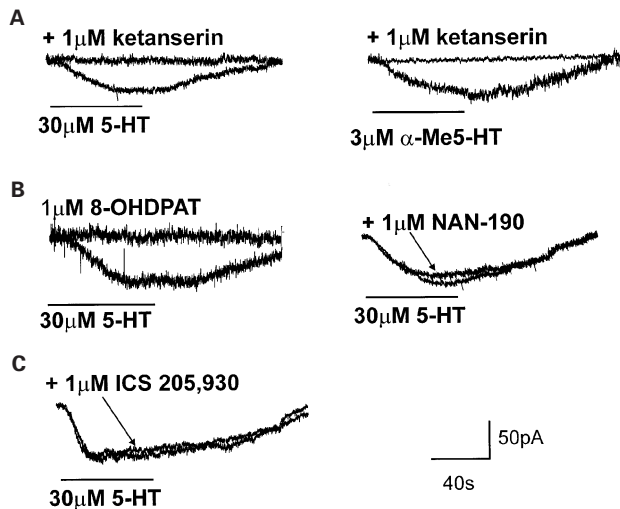 A
+ 1μM ketanserin
30μM 5-HT
+ 1μM ketanserin
3μM α-Me5-HT
B
1μM 8-OHDPAT
30μM 5-HT
+ 1μM NAN-190
30μM 5-HT
C
+ 1μM ICS 205,930
30μM 5-HT
50pA
40s